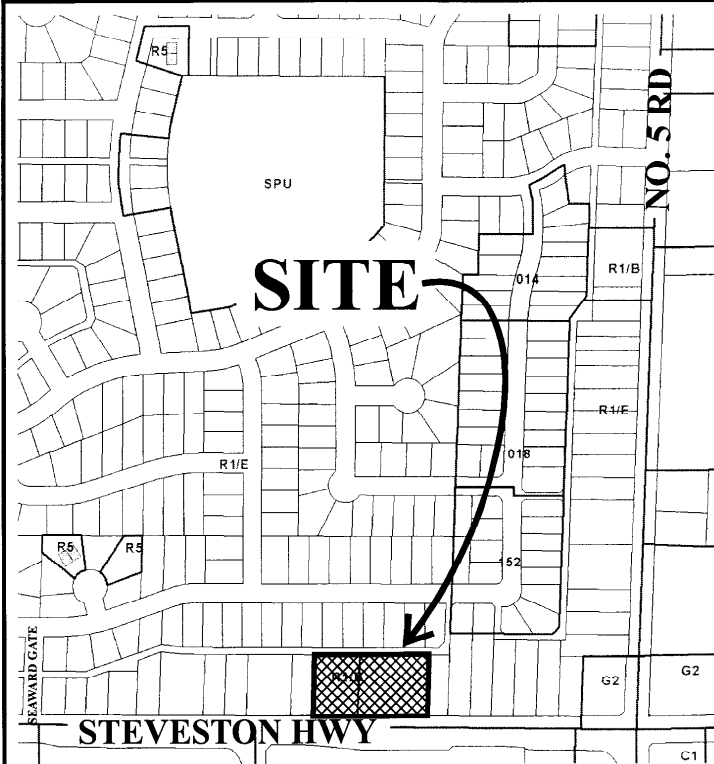 R5
NO. 5 RD
SPU
SITE
014
R1/B
R1/E
018
R1/E
R5
R5
152
SEAWARD GATE
G2
G2
STEVESTON HWY
C1